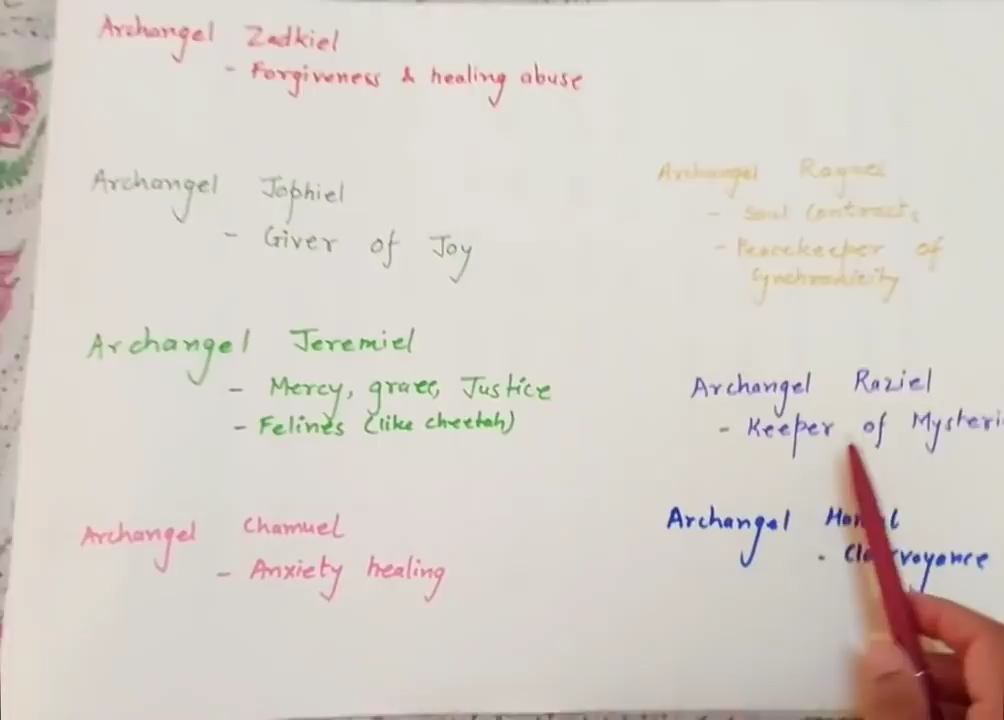 Archangel Zadkiel
- Forgiveness & healing abuse
Archangel Jophiel
- Giver of Joy
Archangel Jeremiel
- Mercy, grace, Justice
- Felines (like cheetah)
Archangel Chamuel
- Anxiety healing
Archangel
- Soul Contracts
- Peacekeeper of
Synchronicity
Archangel Raziel
- Keeper of
Archangel